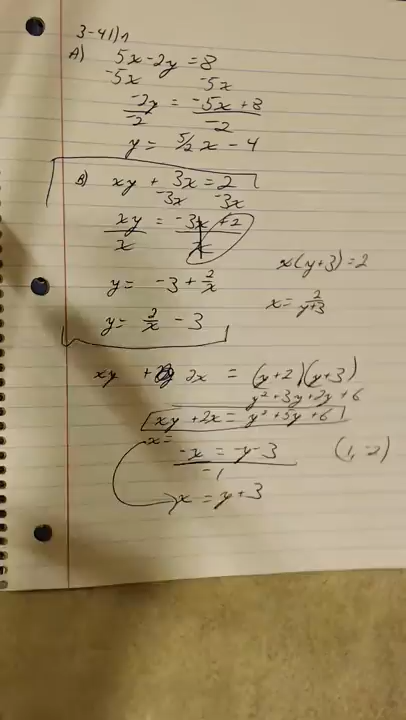 3-41)1
A) 5x - 2y = 8
-5x -5x
-2y = -5x + 8
-2 -2
y = 5/2 x - 4
B) xy + 3x = 2
-3x -3x
xy = -3x + 2
x x
y = -3 + 2/x
y = 2/x - 3
x(y+3) = 2
x = 2/(y+3)
xy + 2x = (y+2)(y+3)
y² + 3y + 2y + 6
xy + 2x = y² + 5y + 6
x =
-x = -y - 3
-1
(1, -2)
x = y + 3